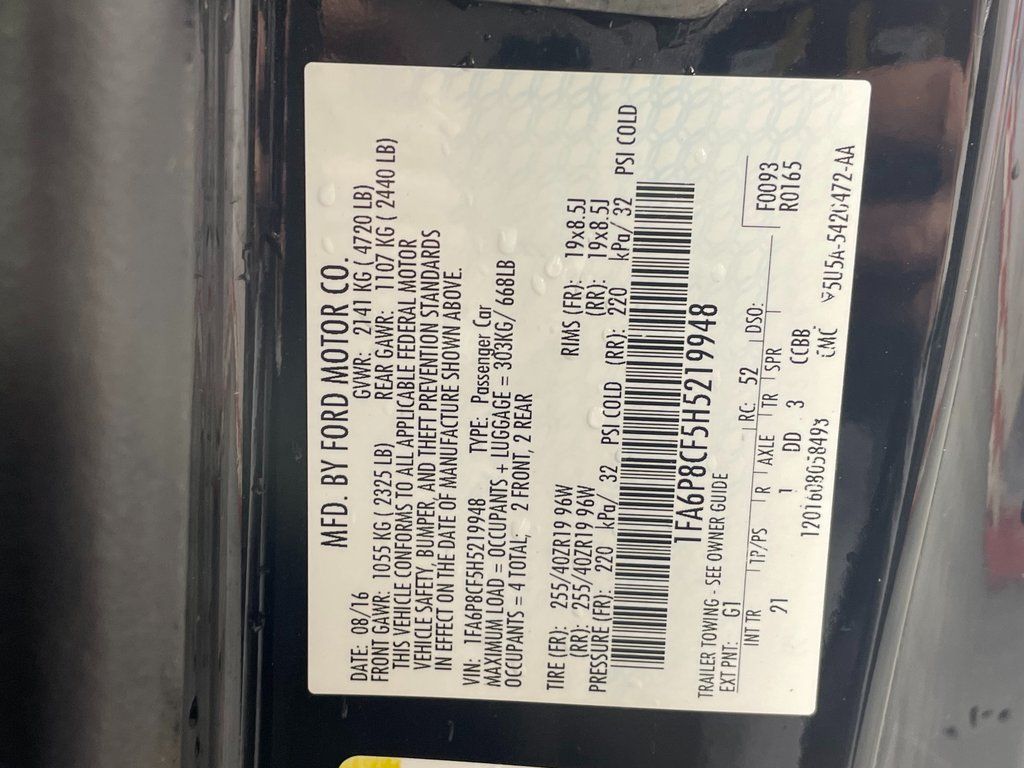 MFD. BY FORD MOTOR CO.
DATE: 08/16 GVWR: 2141 KG ( 4720 LB)
FRONT GAWR: 1055 KG ( 2325 LB) REAR GAWR: 1107 KG ( 2440 LB)
THIS VEHICLE CONFORMS TO ALL APPLICABLE FEDERAL MOTOR
VEHICLE SAFETY, BUMPER, AND THEFT PREVENTION STANDARDS
IN EFFECT ON THE DATE OF MANUFACTURE SHOWN ABOVE.
VIN: 1FA6P8CF5H5219948 TYPE: Passenger Car
MAXIMUM LOAD = OCCUPANTS + LUGGAGE = 303KG/ 668LB
OCCUPANTS = 4 TOTAL; 2 FRONT, 2 REAR
TIRE (FR): 255/40ZR19 96W RIMS (FR): 19x8.5J
(RR): 255/40ZR19 96W (RR): 19x8.5J
PRESSURE (FR): 220 kPa/ 32 PSI COLD (RR): 220 kPa/ 32 PSI COLD
1FA6P8CF5H5219948
TRAILER TOWING - SEE OWNER GUIDE F0093
EXT PNT: G1 RC: 52 DSO: R0165
INT TR TP/PS R AXLE TR SPR
21 1 DD 3 CCBB
CMC. 5U5A-5420472-AA